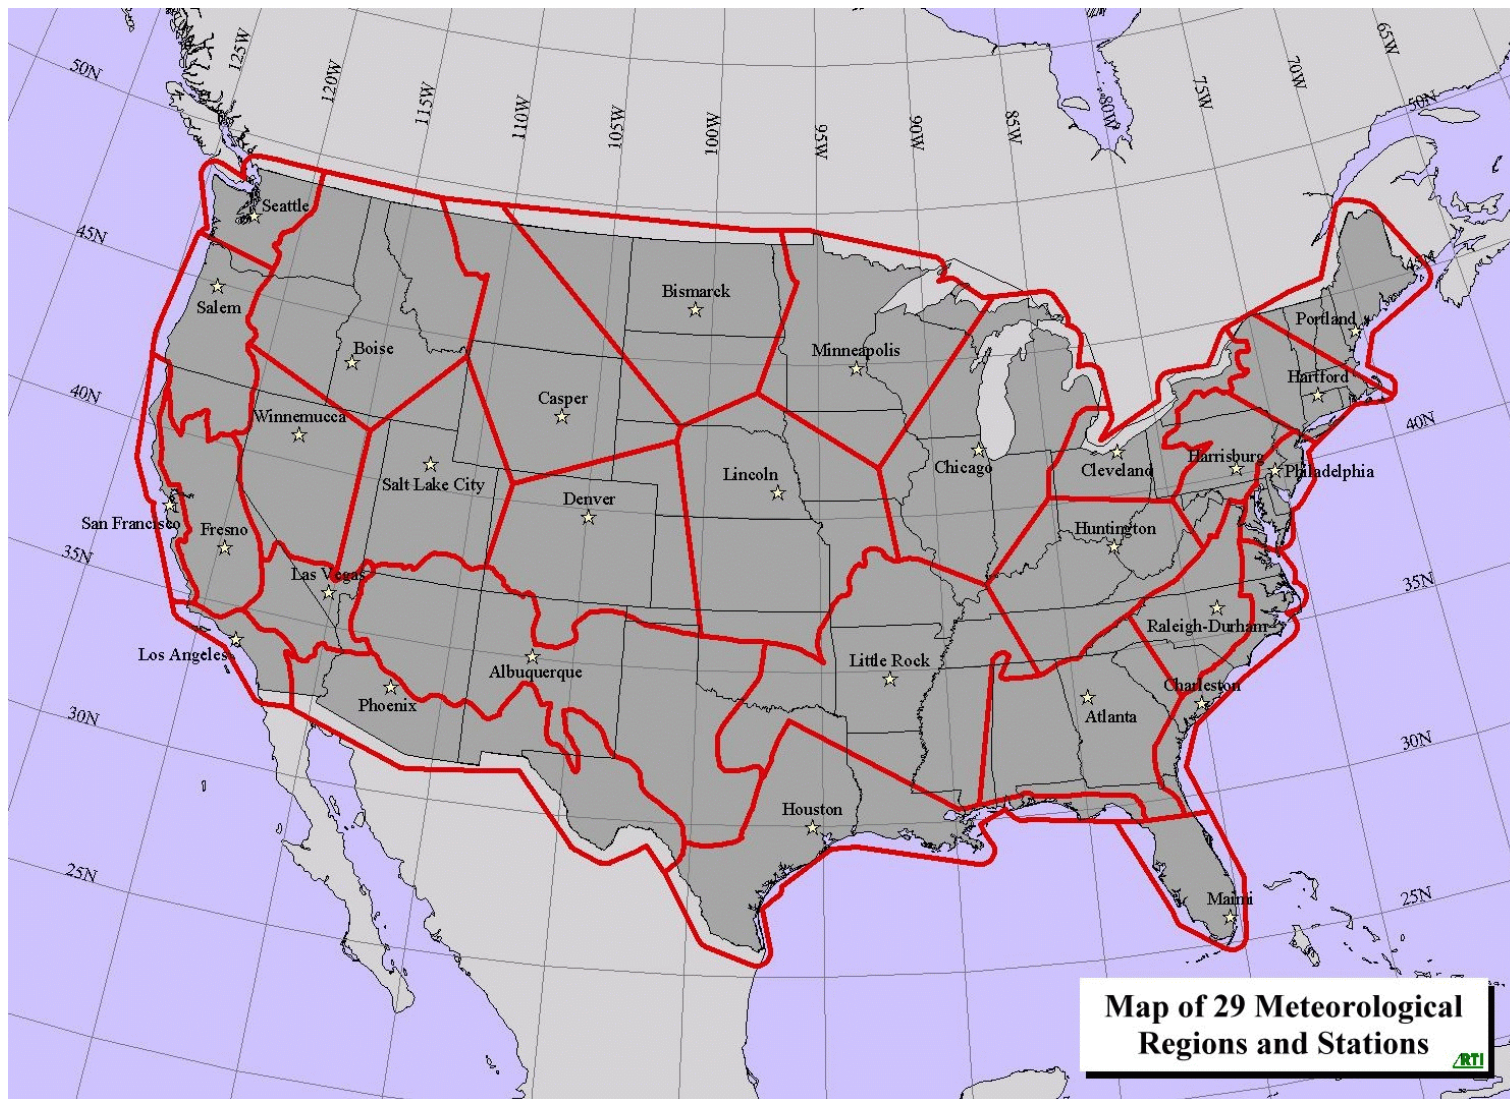 125W
120W
115W
110W
105W
100W
95W
90W
85W
80W
75W
70W
65W
50N
50N
45N
45N
40N
40N
35N
35N
30N
30N
25N
25N
Seattle
Salem
Boise
Bismarck
Minneapolis
Portland
Hartford
Casper
Winnemucca
Salt Lake City
Denver
Lincoln
Chicago
Cleveland
Harrisburg
Philadelphia
San Francisco
Fresno
Las Vegas
Huntington
Raleigh-Durham
Los Angeles
Albuquerque
Phoenix
Little Rock
Charleston
Atlanta
Houston
Maimi
Map of 29 Meteorological
Regions and Stations
RTI